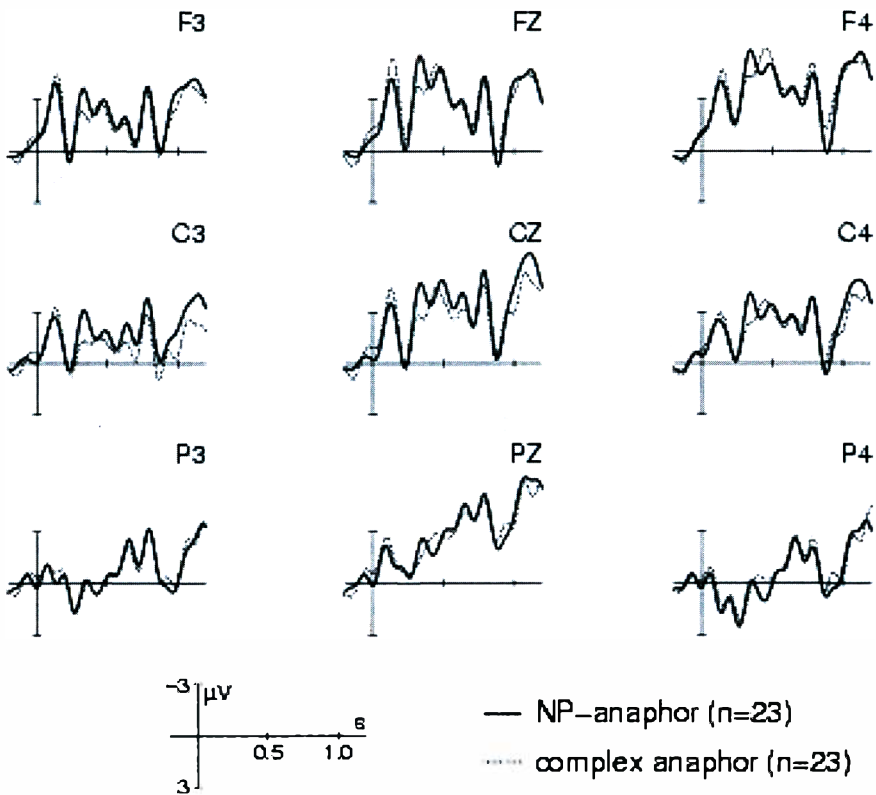 F3 FZ F4
C3 CZ C4
P3 PZ P4
-3
μV
s
0.5 1.0
3
NP-anaphor (n=23)
complex anaphor (n=23)